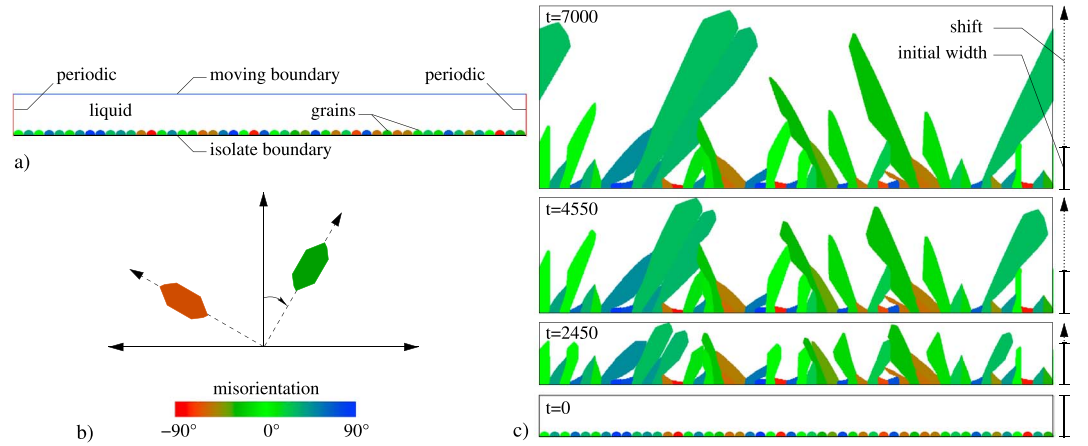 periodic
moving boundary
periodic
liquid
grains
isolate boundary
a)
misorientation
−90°
0°
90°
b)
t=7000
shift
initial width
t=4550
t=2450
t=0
c)